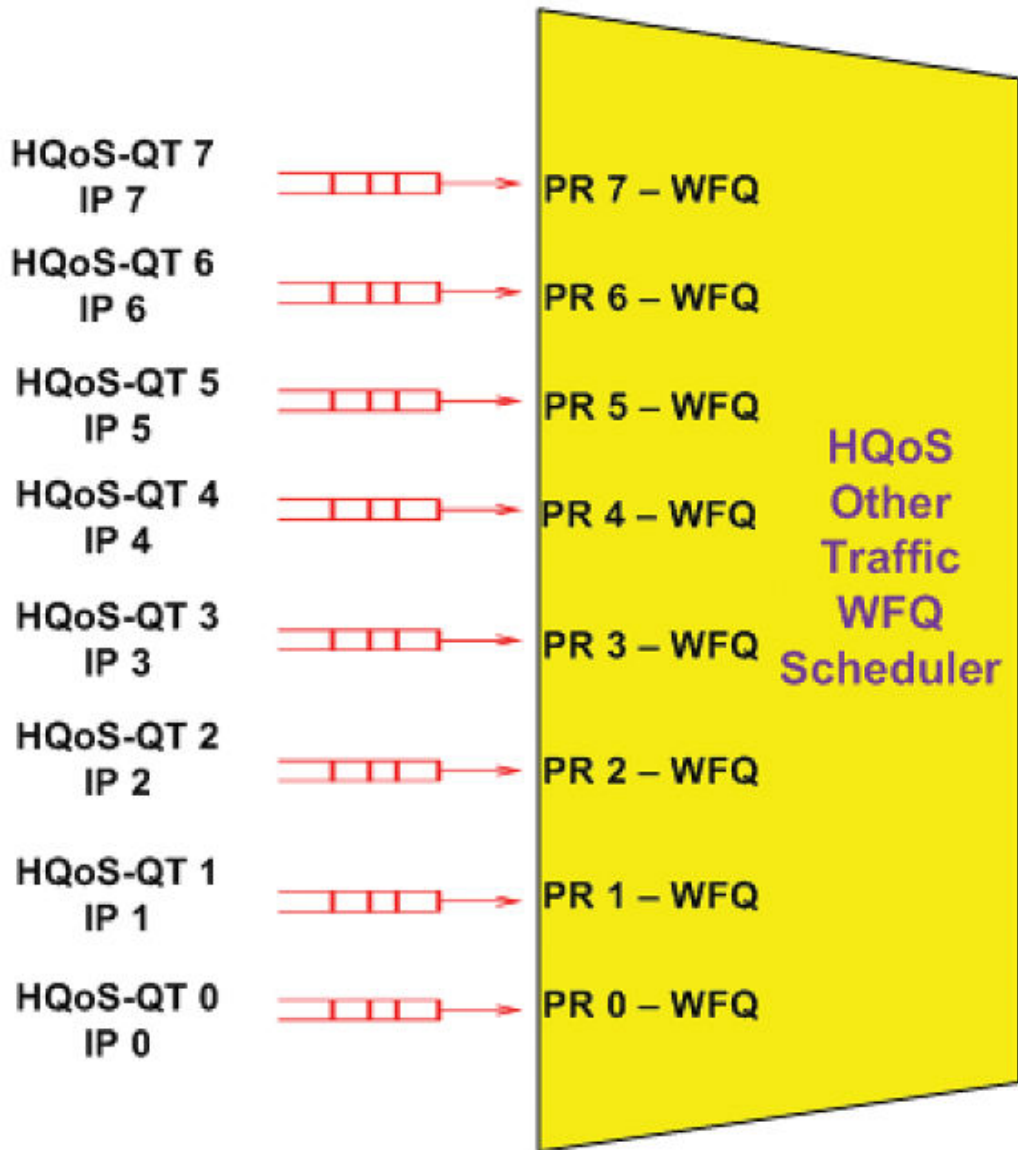 HQoS-QT 7
IP 7
PR 7 – WFQ
HQoS-QT 6
IP 6
PR 6 – WFQ
HQoS-QT 5
IP 5
PR 5 – WFQ
HQoS-QT 4
IP 4
PR 4 – WFQ
HQoS-QT 3
IP 3
PR 3 – WFQ
HQoS-QT 2
IP 2
PR 2 – WFQ
HQoS-QT 1
IP 1
PR 1 – WFQ
HQoS-QT 0
IP 0
PR 0 – WFQ
HQoS
Other
Traffic
WFQ
Scheduler